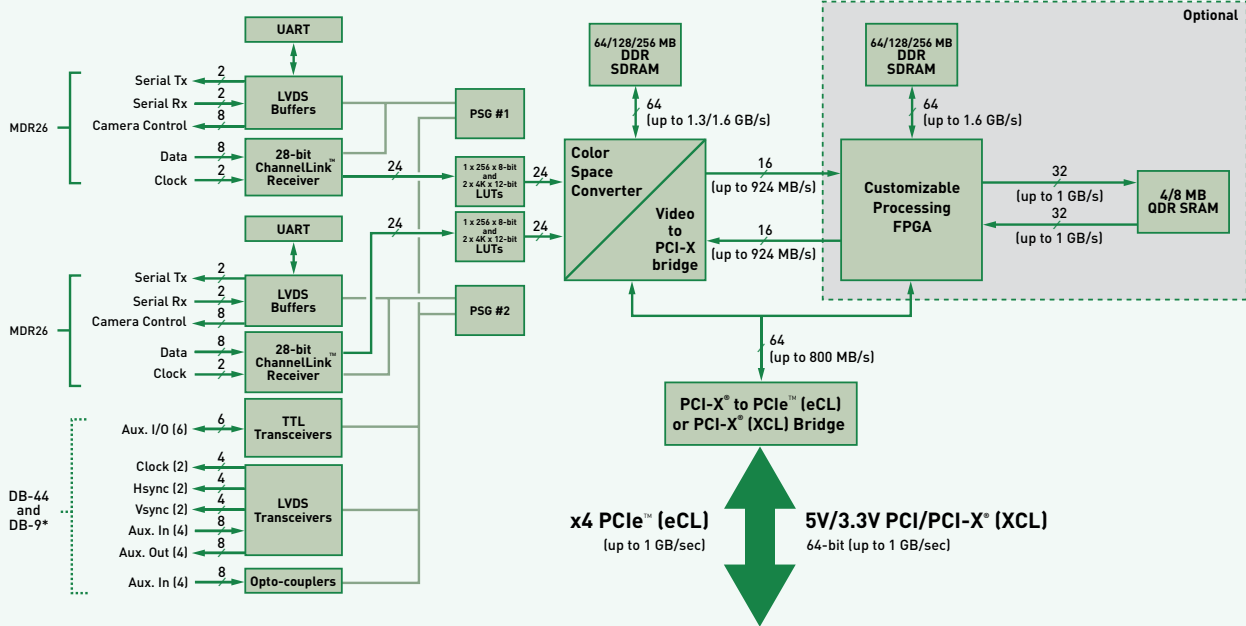 Optional
UART
MDR26
Serial Tx
2
Serial Rx
2
Camera Control
8
LVDS
Buffers
Data
8
Clock
2
28-bit
ChannelLink™
Receiver
24
PSG #1
1 x 256 x 8-bit
and
2 x 4K x 12-bit
LUTs
24
UART
24
1 x 256 x 8-bit
and
2 x 4K x 12-bit
LUTs
24
MDR26
Serial Tx
2
Serial Rx
2
Camera Control
8
LVDS
Buffers
Data
8
Clock
2
28-bit
ChannelLink™
Receiver
PSG #2
DB-44
and
DB-9*
Aux. I/O (6)
6
TTL
Transceivers
Clock (2)
4
Hsync (2)
4
Vsync (2)
4
Aux. In (4)
8
Aux. Out (4)
8
LVDS
Transceivers
Aux. In (4)
8
Opto-couplers
64/128/256 MB
DDR
SDRAM
64
(up to 1.3/1.6 GB/s)
Color
Space
Converter
Video
to
PCI-X
bridge
16
(up to 924 MB/s)
16
(up to 924 MB/s)
64/128/256 MB
DDR
SDRAM
64
(up to 1.6 GB/s)
Customizable
Processing
FPGA
32
(up to 1 GB/s)
32
(up to 1 GB/s)
4/8 MB
QDR SRAM
64
(up to 800 MB/s)
PCI-X® to PCIe™ (eCL)
or PCI-X® (XCL) Bridge
x4 PCIe™ (eCL)
(up to 1 GB/sec)
5V/3.3V PCI/PCI-X® (XCL)
64-bit (up to 1 GB/sec)